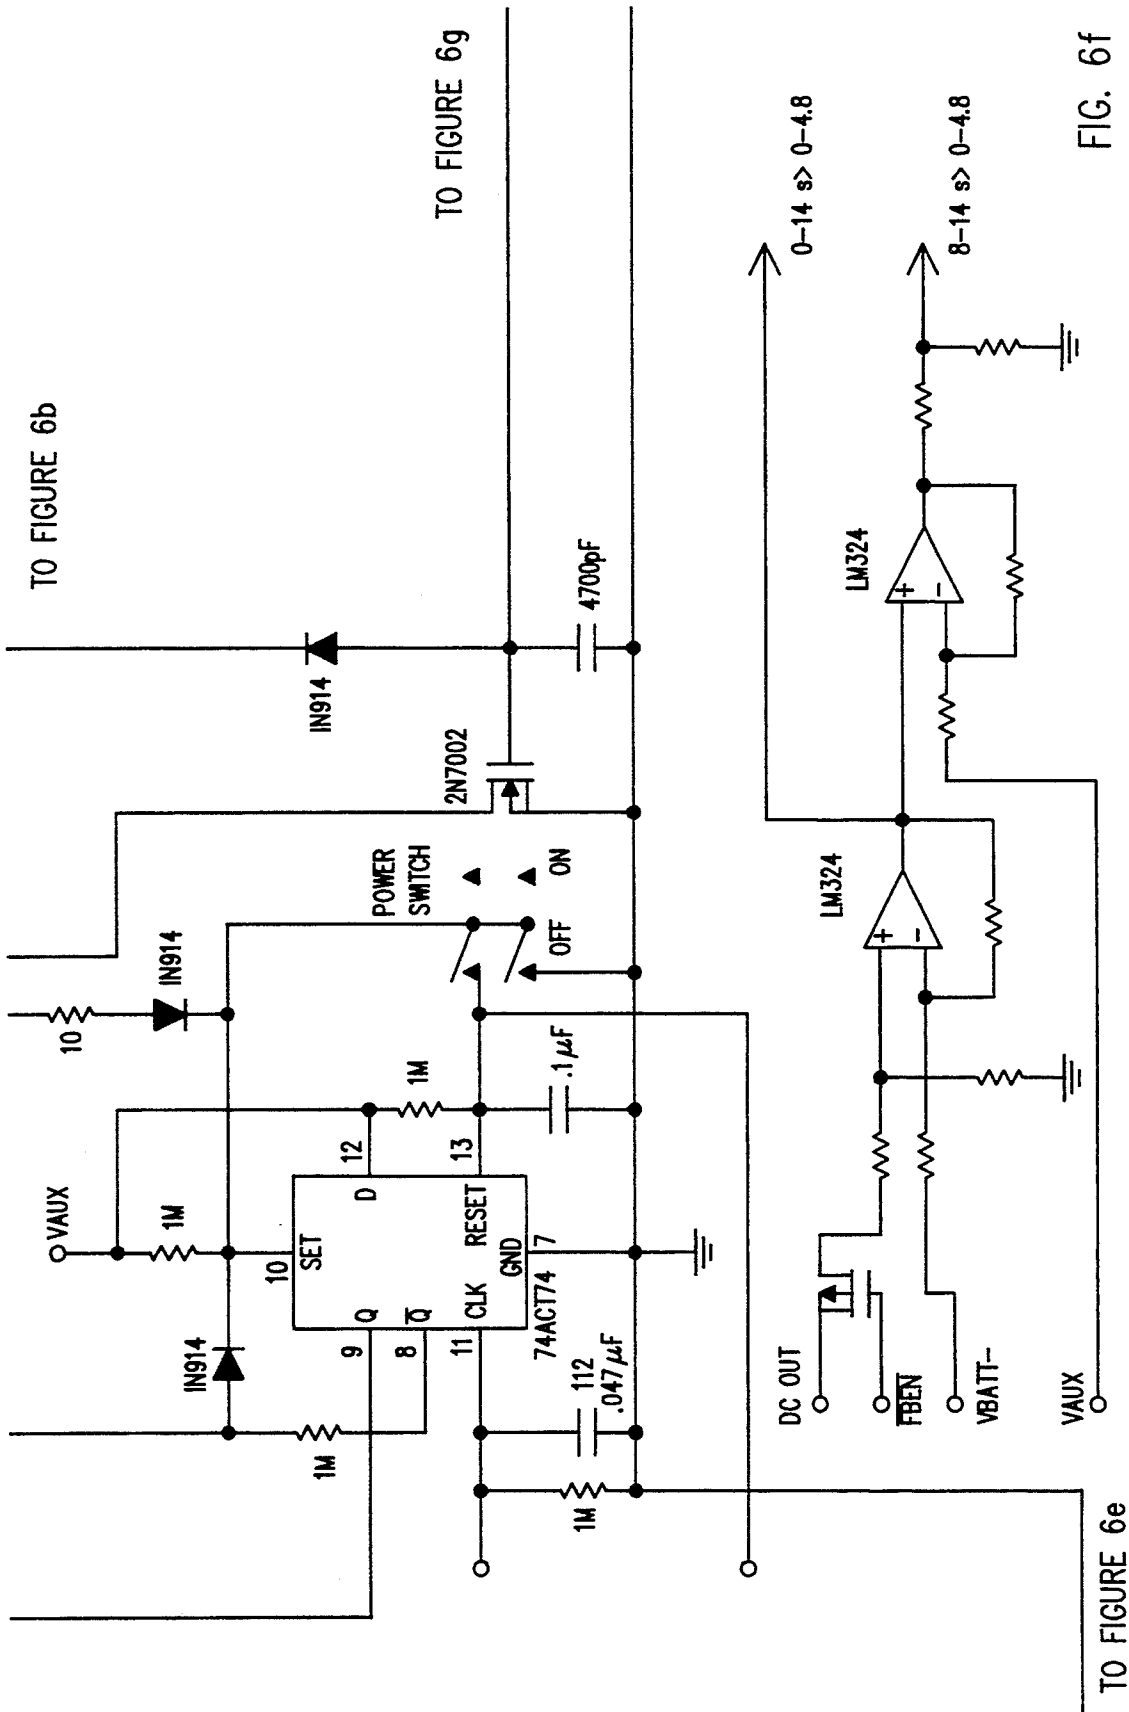 TO FIGURE 6b
TO FIGURE 6g
VAUX
1M
10
IN914
IN914
IN914
1M
10
SET
9
Q
D
12
8
Q
11
CLK
RESET
13
GND
7
74ACT74
1M
112
.047μF
1M
.1μF
POWER
SWITCH
OFF
ON
2N7002
4700pF
DC OUT
FBEN
VBATT-
VAUX
LM324
+
-
LM324
+
-
0-14 s> 0-4.8
8-14 s> 0-4.8
TO FIGURE 6e
FIG. 6f